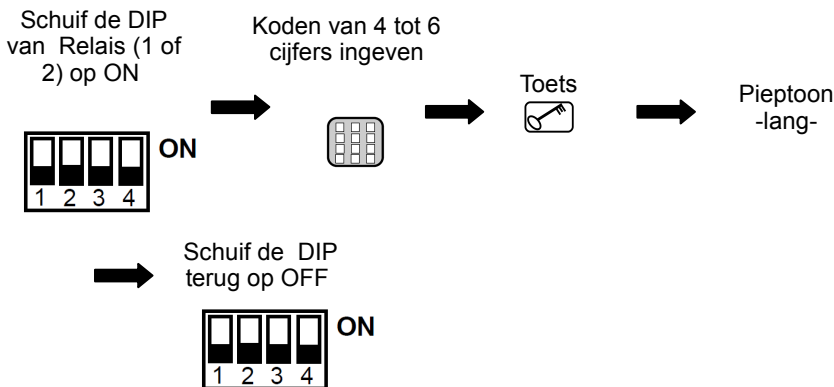 Schuif de DIP
van Relais (1 of
2) op ON
ON
1 2 3 4
Koden van 4 tot 6
cijfers ingeven
Toets
Pieptoon
-lang-
Schuif de DIP
terug op OFF
ON
1 2 3 4